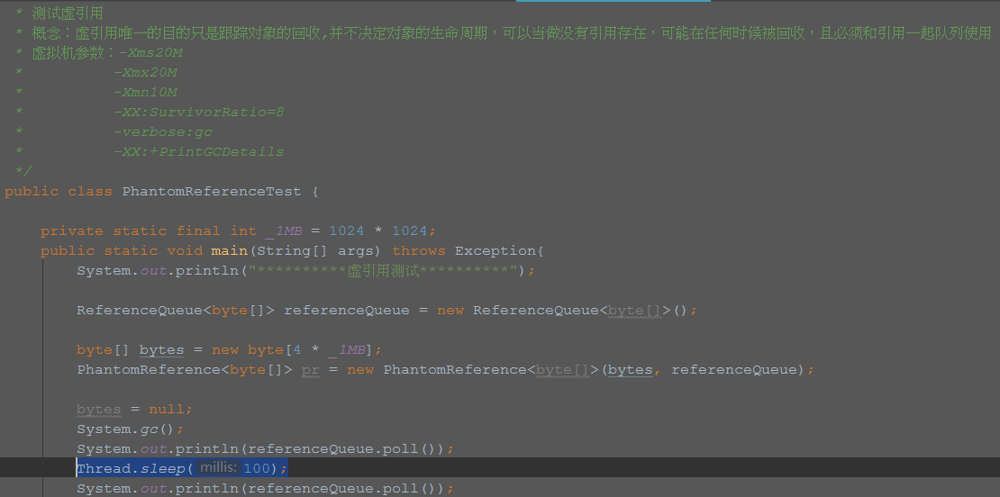 * 测试虚引用
* 概念：虚引用唯一的目的只是跟踪对象的回收,并不决定对象的生命周期，可以当做没有引用存在，可能在任何时候被回收，且必须和引用一起队列使用
* 虚拟机参数：-Xms20M
* -Xmx20M
* -Xmn10M
* -XX:SurvivorRatio=8
* -verbose:gc
* -XX:+PrintGCDetails
*/
public class PhantomReferenceTest {
private static final int _1MB = 1024 * 1024;
public static void main(String[] args) throws Exception{
System.out.println("**********虚引用测试**********");
ReferenceQueue<byte[]> referenceQueue = new ReferenceQueue<byte[]>();
byte[] bytes = new byte[4 * _1MB];
PhantomReference<byte[]> pr = new PhantomReference<byte[]>(bytes, referenceQueue);
bytes = null;
System.gc();
System.out.println(referenceQueue.poll());
Thread.sleep( millis: 100);
System.out.println(referenceQueue.poll());